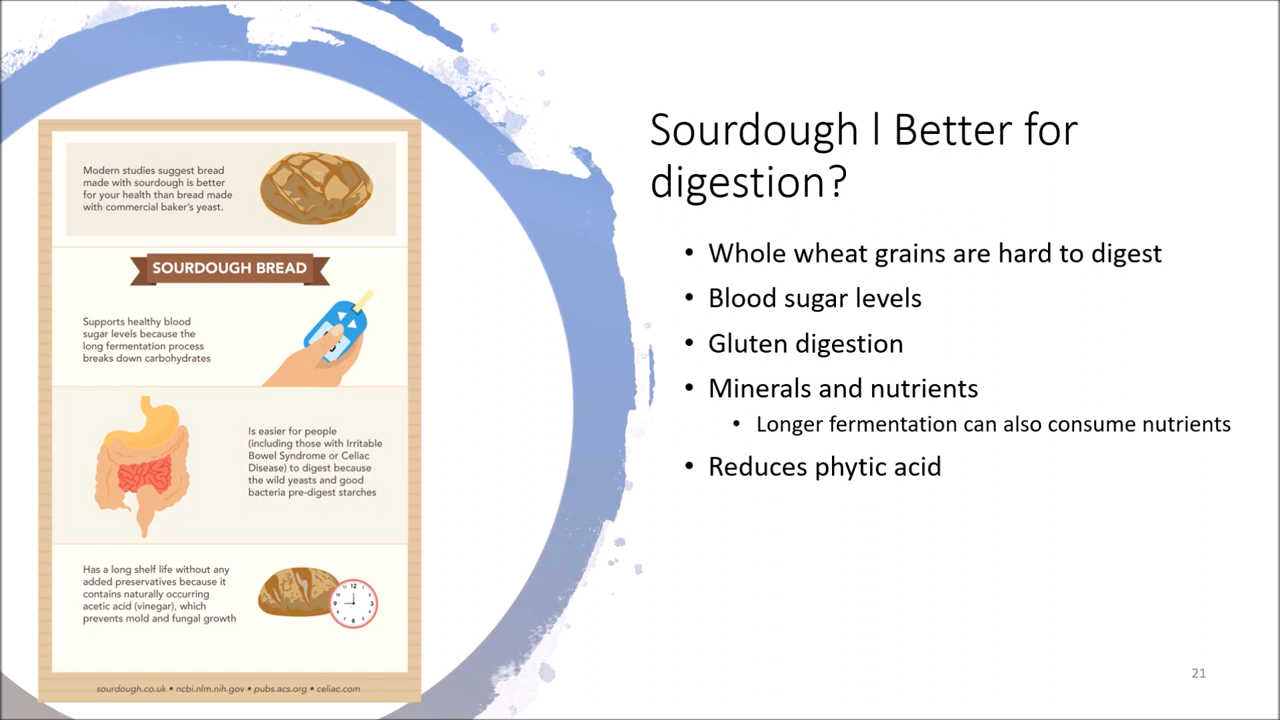 Modern studies suggest bread
made with sourdough is better
for your health than bread made
with commercial baker's yeast.
SOURDOUGH BREAD
Supports healthy blood
sugar levels because the
long fermentation process
breaks down carbohydrates
Is easier for people
(including those with Irritable
Bowel Syndrome or Celiac
Disease) to digest because
the wild yeasts and good
bacteria pre-digest starches
Has a long shelf life without any
added preservatives because it
contains naturally occurring
acetic acid (vinegar), which
prevents mold and fungal growth
sourdough.co.uk • ncbi.nlm.nih.gov • pubs.acs.org • celiac.com
Sourdough l Better for
digestion?
• Whole wheat grains are hard to digest
• Blood sugar levels
• Gluten digestion
• Minerals and nutrients
• Longer fermentation can also consume nutrients
• Reduces phytic acid
21